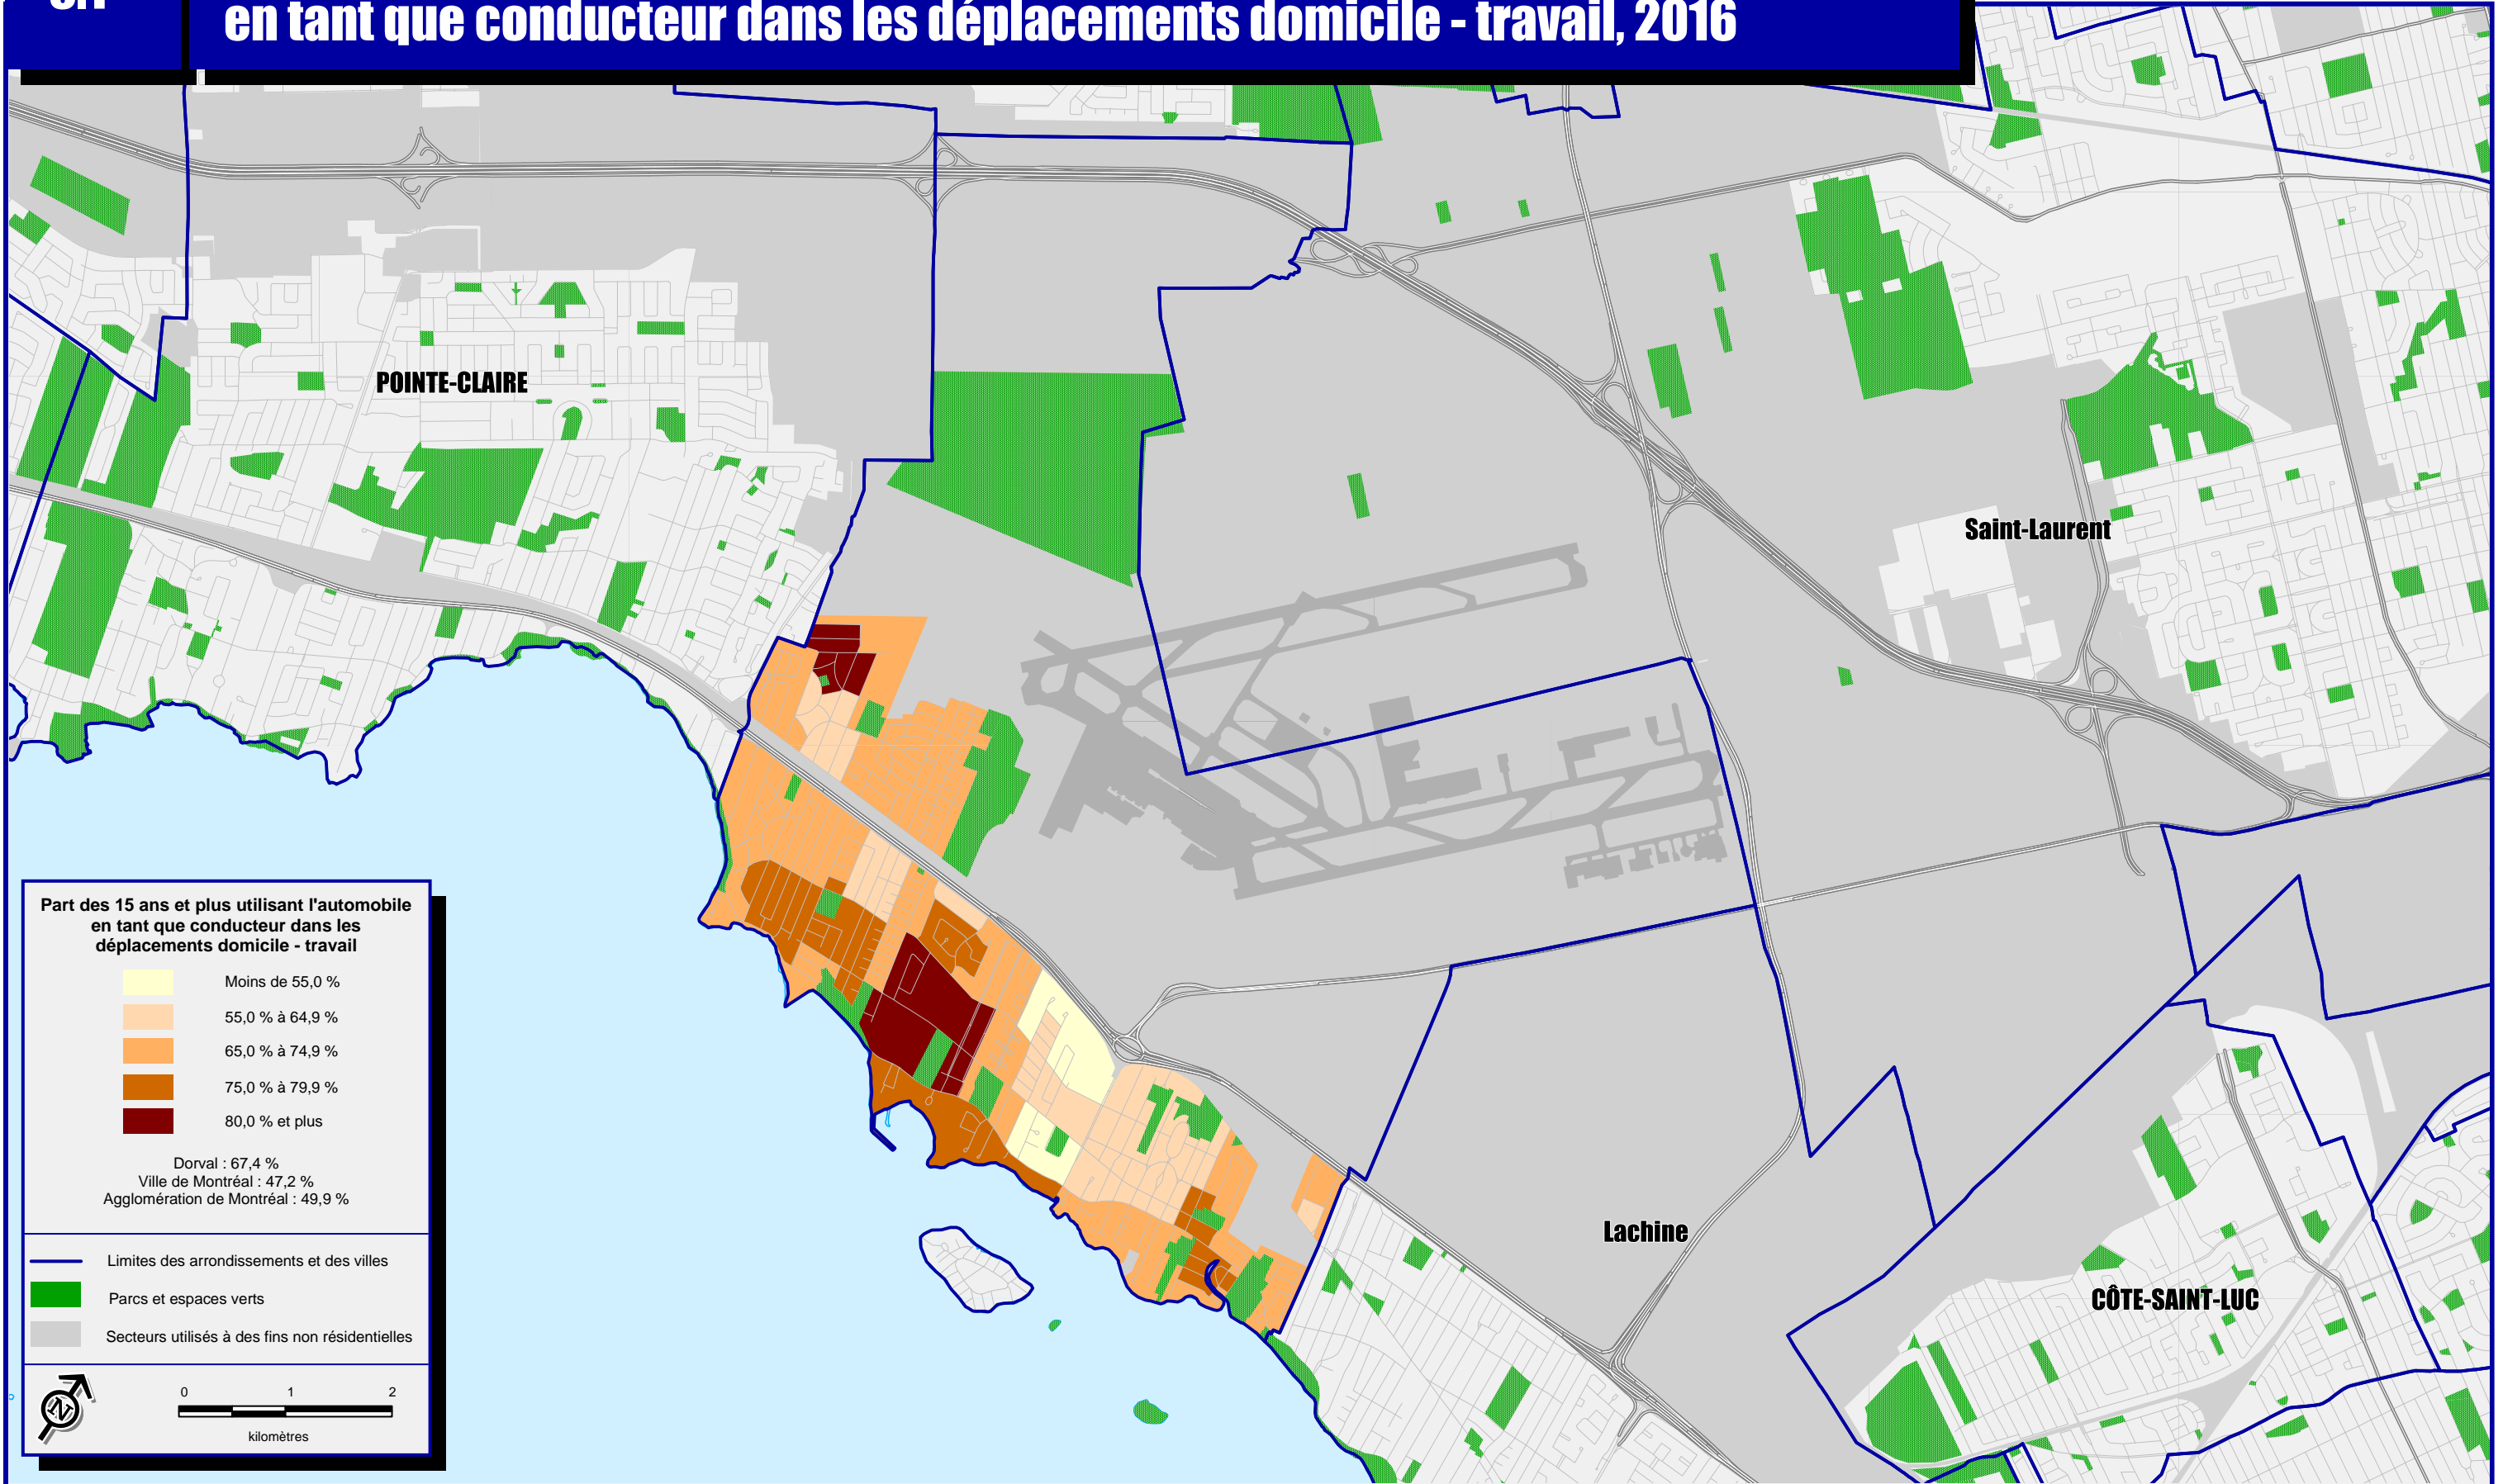 en tant que conducteur dans les déplacements domicile - travail, 2016
POINTE-CLAIRE
Saint-Laurent
Lachine
CÔTE-SAINT-LUC
Part des 15 ans et plus utilisant l'automobile
en tant que conducteur dans les
déplacements domicile - travail
Moins de 55,0 %
55,0 % à 64,9 %
65,0 % à 74,9 %
75,0 % à 79,9 %
80,0 % et plus
Dorval : 67,4 %
Ville de Montréal : 47,2 %
Agglomération de Montréal : 49,9 %
Limites des arrondissements et des villes
Parcs et espaces verts
Secteurs utilisés à des fins non résidentielles
N
0 1 2
kilomètres